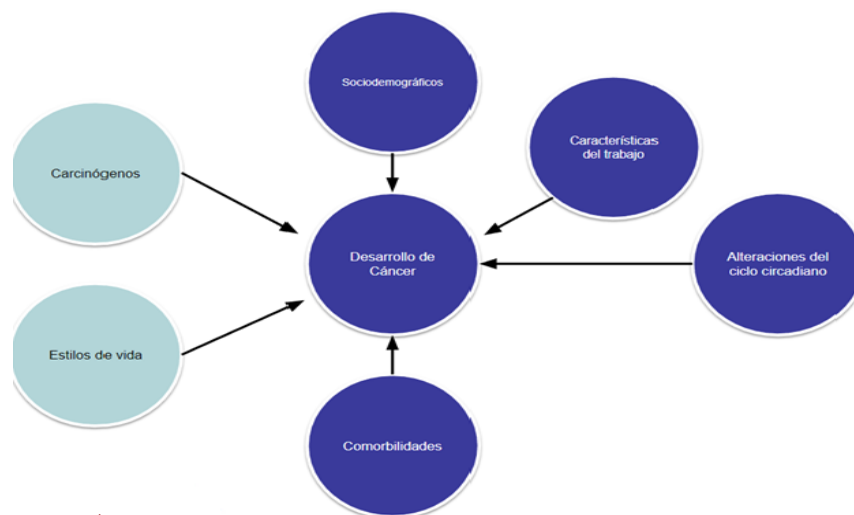 Sociodemográficos
Características
del trabajo
Carcinógenos
Desarrollo de
Cáncer
Alteraciones del
ciclo circadiano
Estilos de vida
Comorbilidades